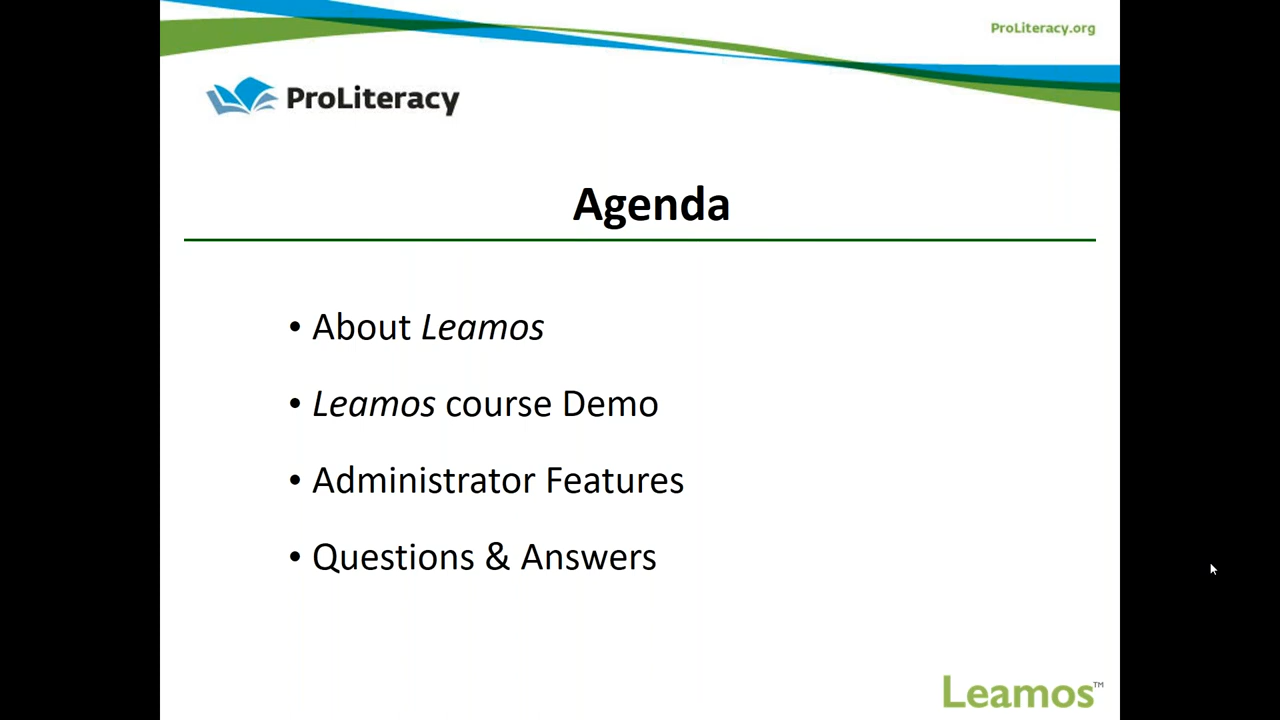 ProLiteracy.org
ProLiteracy
Agenda
• About Leamos
• Leamos course Demo
• Administrator Features
• Questions & Answers
Leamos™